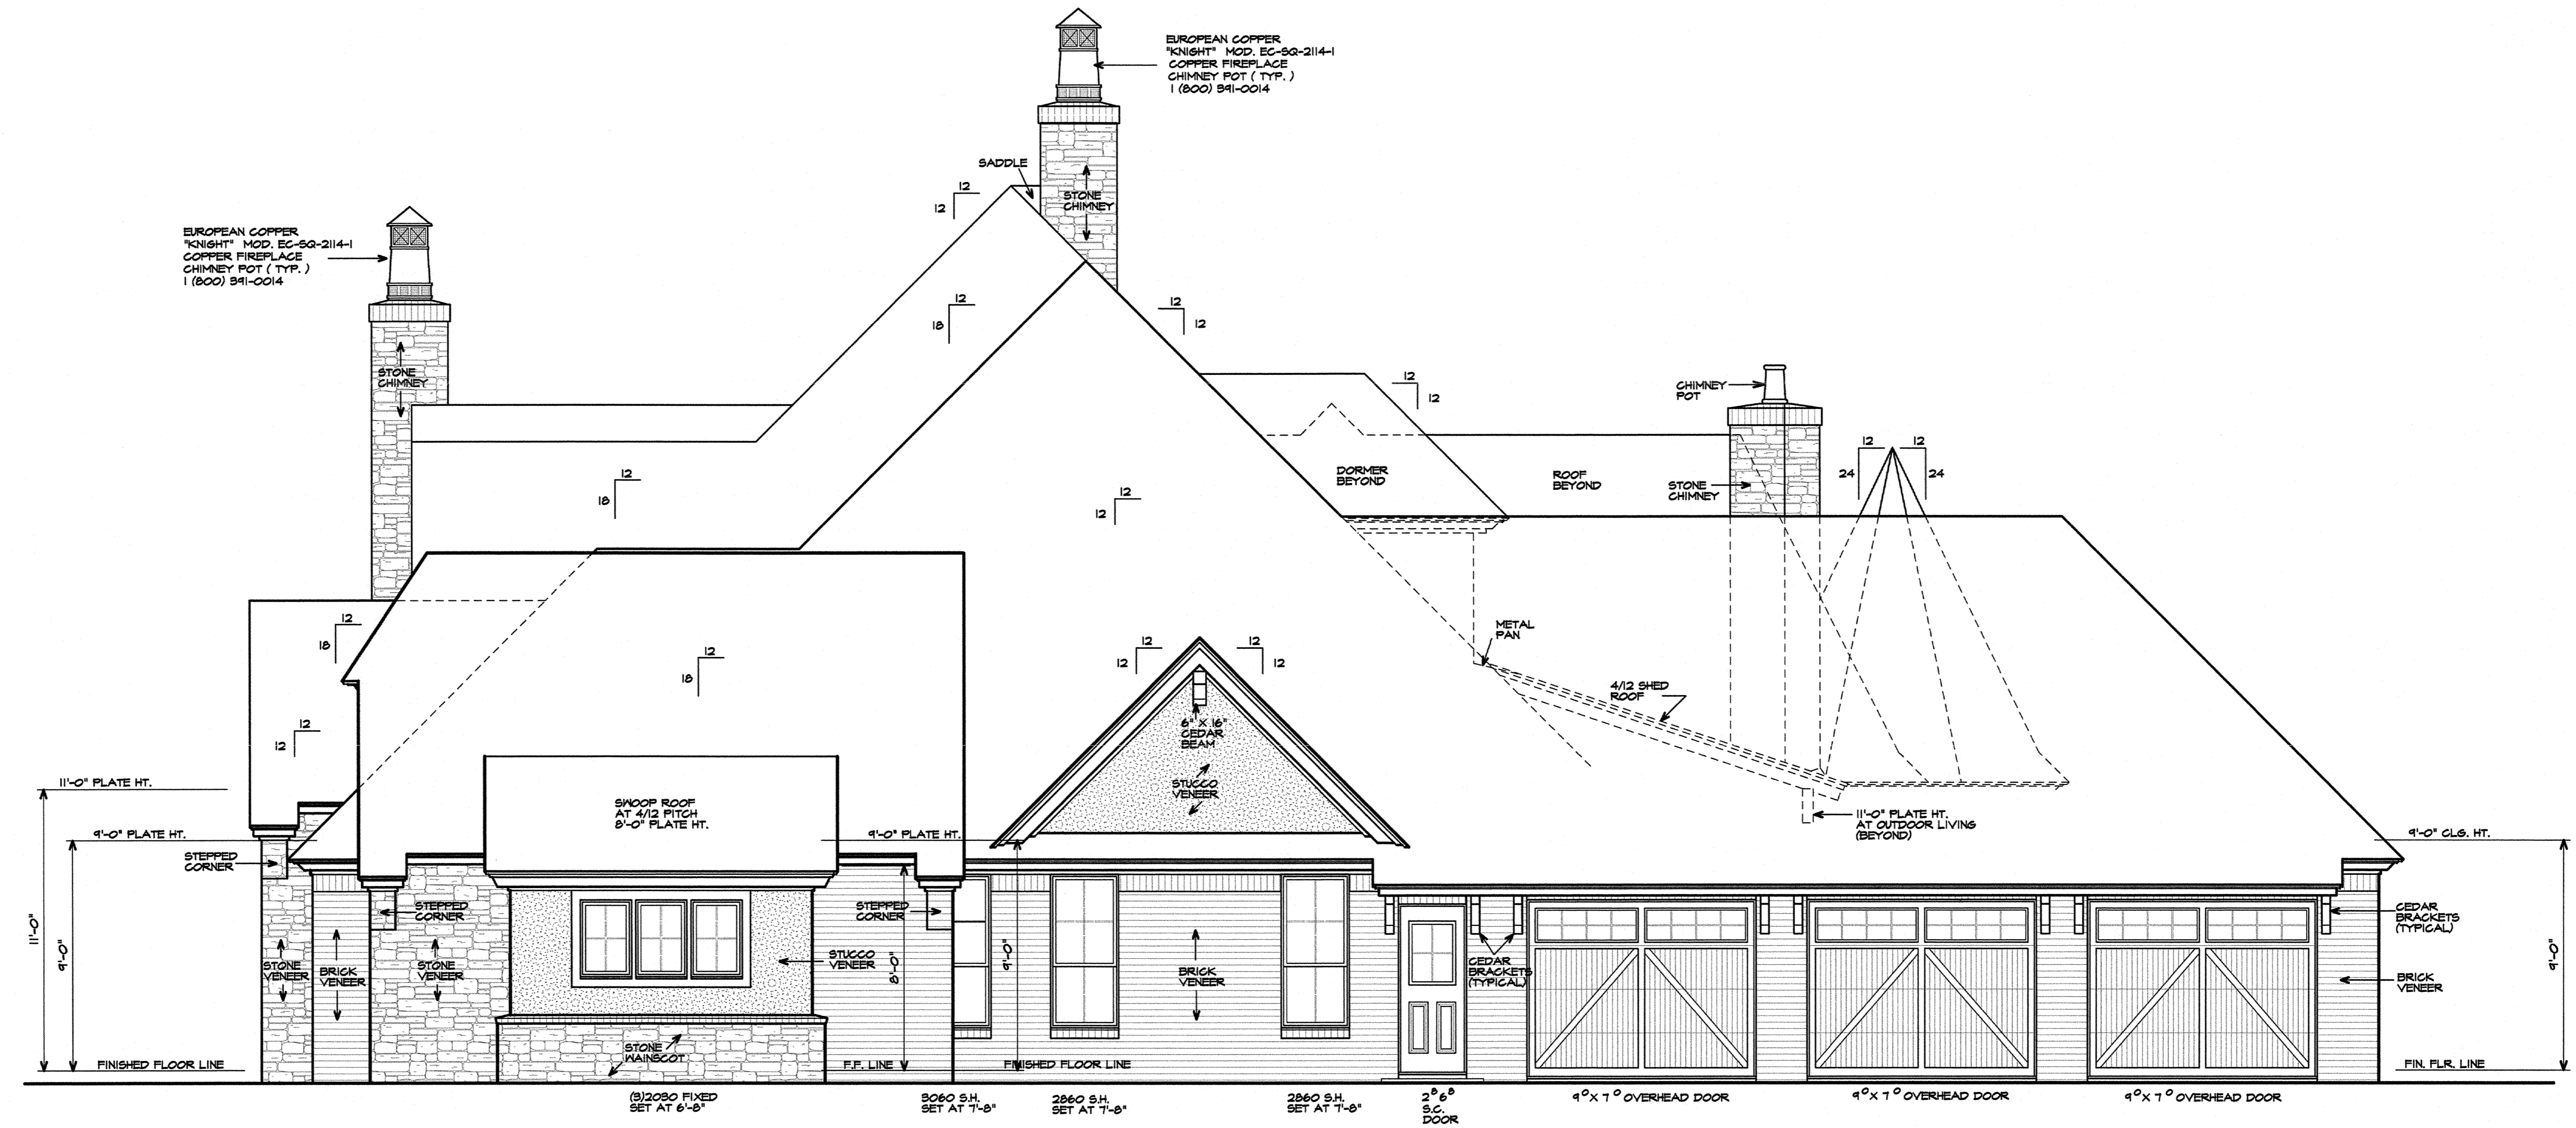 EUROPEAN COPPER
"KNIGHT" MOD. EC-SQ-2114-1
COPPER FIREPLACE
CHIMNEY POT ( TYP. )
1 (800) 391-0014
SADDLE
12
12
STONE
CHIMNEY
EUROPEAN COPPER
"KNIGHT" MOD. EC-SQ-2114-1
COPPER FIREPLACE
CHIMNEY POT ( TYP. )
1 (800) 391-0014
12
18
12
12
STONE
CHIMNEY
12
12
CHIMNEY
POT
12
12
24
24
DORMER
BEYOND
ROOF
BEYOND
STONE
CHIMNEY
12
18
12
12
12
18
12
18
12
12
12
12
METAL
PAN
4/12 SHED
ROOF
6" X 16"
CEDAR
BEAM
12
12
STUCCO
VENEER
11'-0" PLATE HT.
SWOOP ROOF
AT 4/12 PITCH
8'-0" PLATE HT.
11'-0" PLATE HT.
AT OUTDOOR LIVING
(BEYOND)
9'-0" PLATE HT.
9'-0" PLATE HT.
9'-0" CLG. HT.
STEPPED
CORNER
STEPPED
CORNER
STEPPED
CORNER
CEDAR
BRACKETS
(TYPICAL)
11'-0"
9'-0"
8'-0"
9'-0"
9'-0"
STONE
VENEER
BRICK
VENEER
STONE
VENEER
STUCCO
VENEER
BRICK
VENEER
CEDAR
BRACKETS
(TYPICAL)
BRICK
VENEER
STONE
WAINSCOT
FINISHED FLOOR LINE
F.F. LINE
FINISHED FLOOR LINE
FIN. FLR. LINE
(3)2030 FIXED
SET AT 6'-8"
3060 S.H.
SET AT 7'-8"
2860 S.H.
SET AT 7'-8"
2860 S.H.
SET AT 7'-8"
2⁸6⁸
S.C.
DOOR
9⁰X 7⁰ OVERHEAD DOOR
9⁰X 7⁰ OVERHEAD DOOR
9⁰X 7⁰ OVERHEAD DOOR